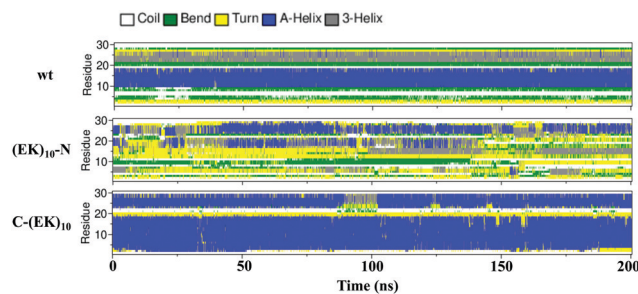 Coil Bend Turn A-Helix 3-Helix
wt
Residue
30
20
10
(EK)₁₀-N
Residue
30
20
10
C-(EK)₁₀
Residue
30
20
10
0 50 100 150 200
Time (ns)